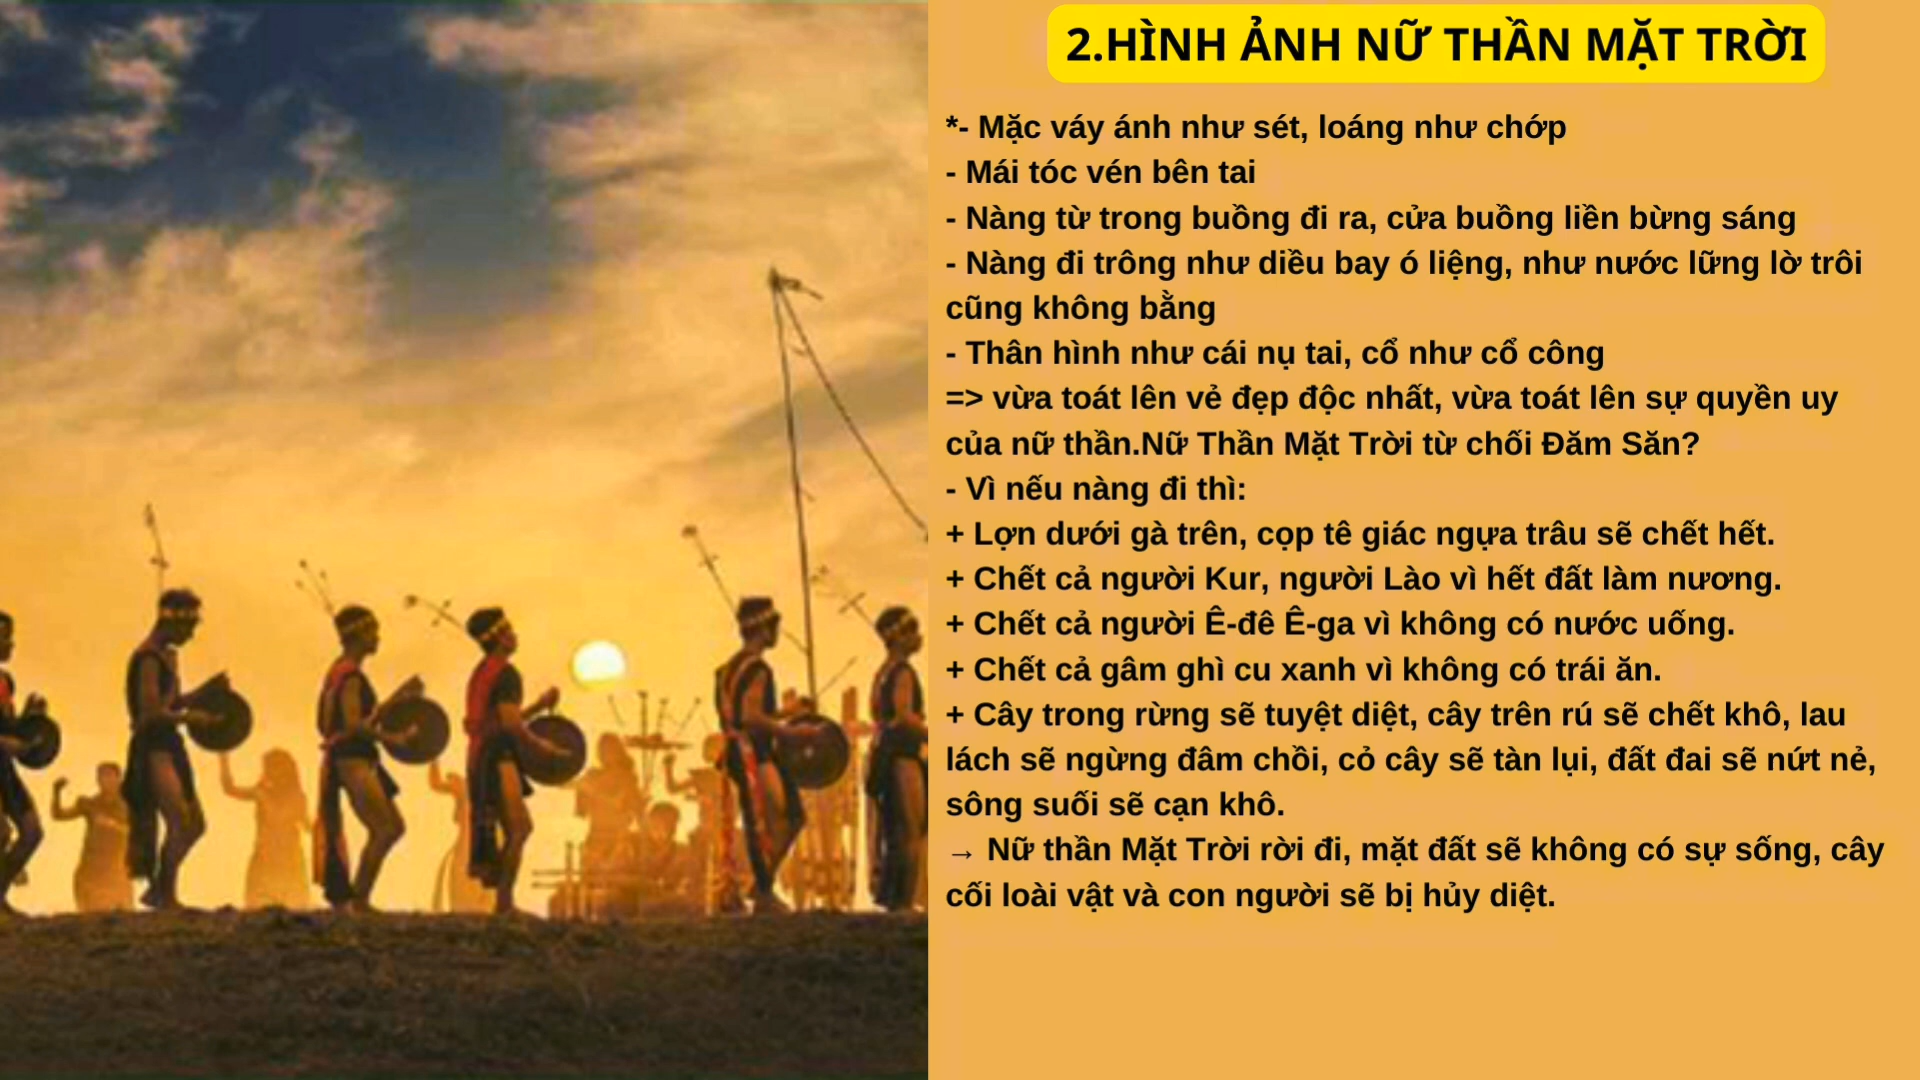 2.HÌNH ẢNH NỮ THẦN MẶT TRỜI
*- Mặc váy ánh như sét, loáng như chớp
- Mái tóc vén bên tai
- Nàng từ trong buồng đi ra, cửa buồng liền bừng sáng
- Nàng đi trông như diều bay ó liệng, như nước lững lờ trôi
cũng không bằng
- Thân hình như cái nụ tai, cổ như cổ công
=> vừa toát lên vẻ đẹp độc nhất, vừa toát lên sự quyền uy
của nữ thần.Nữ Thần Mặt Trời từ chối Đăm Săn?
- Vì nếu nàng đi thì:
+ Lợn dưới gà trên, cọp tê giác ngựa trâu sẽ chết hết.
+ Chết cả người Kur, người Lào vì hết đất làm nương.
+ Chết cả người Ê-đê Ê-ga vì không có nước uống.
+ Chết cả gâm ghì cu xanh vì không có trái ăn.
+ Cây trong rừng sẽ tuyệt diệt, cây trên rú sẽ chết khô, lau
lách sẽ ngừng đâm chồi, cỏ cây sẽ tàn lụi, đất đai sẽ nứt nẻ,
sông suối sẽ cạn khô.
→ Nữ thần Mặt Trời rời đi, mặt đất sẽ không có sự sống, cây
cối loài vật và con người sẽ bị hủy diệt.